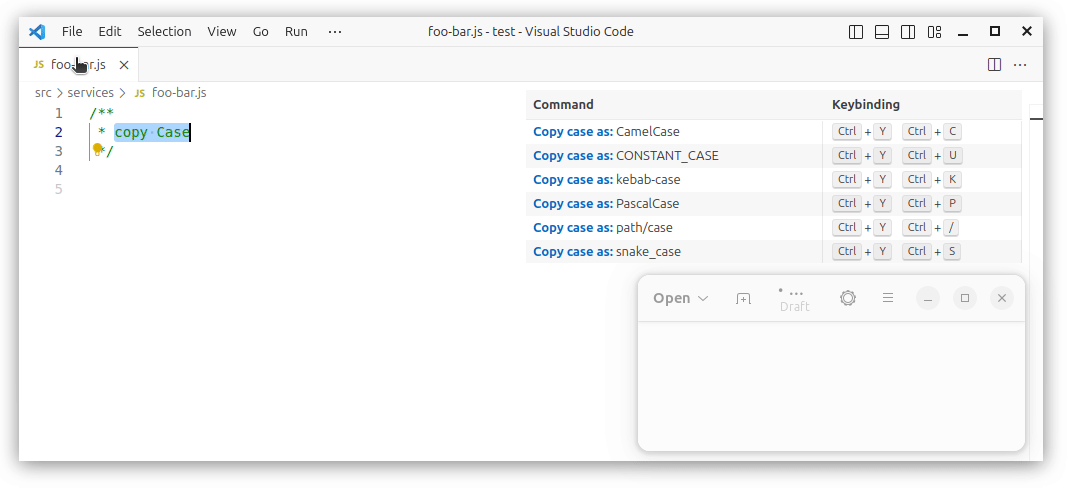 File Edit Selection View Go Run ··· foo-bar.js - test - Visual Studio Code
JS foo-bar.js
src > services > JS foo-bar.js
1 /**
2 * copy·Case
3 */
4
5
Command Keybinding
Copy case as: CamelCase Ctrl + Y Ctrl + C
Copy case as: CONSTANT_CASE Ctrl + Y Ctrl + U
Copy case as: kebab-case Ctrl + Y Ctrl + K
Copy case as: PascalCase Ctrl + Y Ctrl + P
Copy case as: path/case Ctrl + Y Ctrl + /
Copy case as: snake_case Ctrl + Y Ctrl + S
Open • ...
Draft